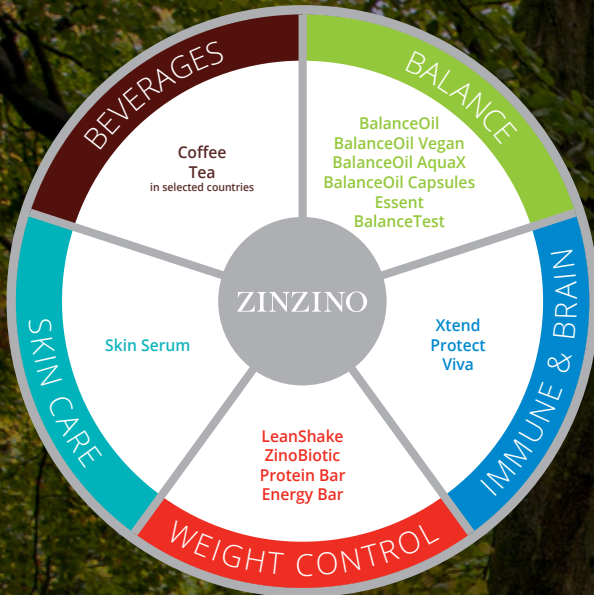 BEVERAGES
Coffee
Tea
in selected countries
BALANCE
BalanceOil
BalanceOil Vegan
BalanceOil AquaX
BalanceOil Capsules
Essent
BalanceTest
ZINZINO
SKIN CARE
Skin Serum
IMMUNE & BRAIN
Xtend
Protect
Viva
WEIGHT CONTROL
LeanShake
ZinoBiotic
Protein Bar
Energy Bar